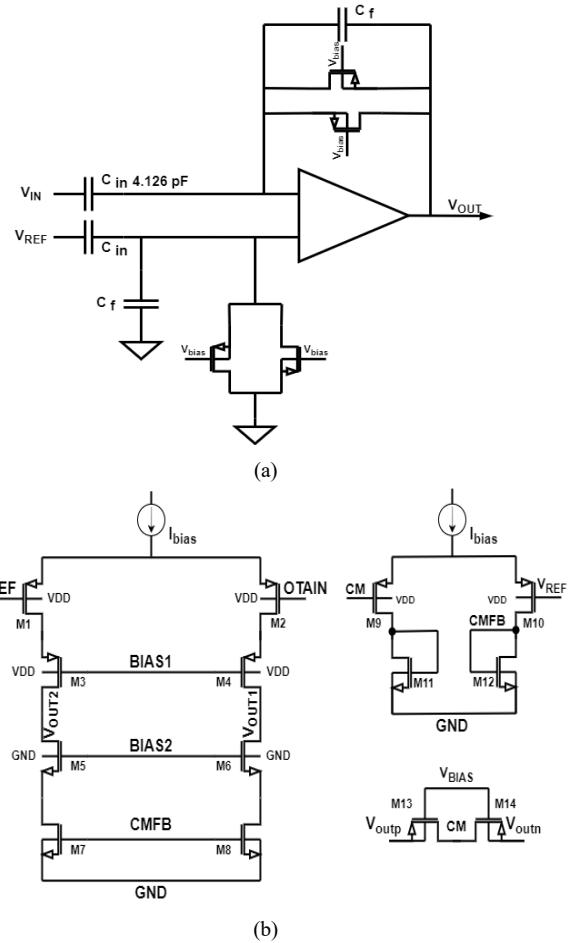 C f
Vbias
Vbias
C in 4.126 pF
VIN
VREF
C in
VOUT
C f
Vbias
Vbias
(a)
Ibias
EF
VDD
VDD
OTAIN
M1
M2
BIAS1
VDD
VDD
M3
M4
VOUT2
VOUT1
BIAS2
GND
GND
M5
M6
CMFB
M7
M8
GND
Ibias
CM
VDD
VDD
VREF
M9
CMFB
M10
M11
M12
GND
VBIAS
M13
M14
Voutp
CM
Voutn
(b)